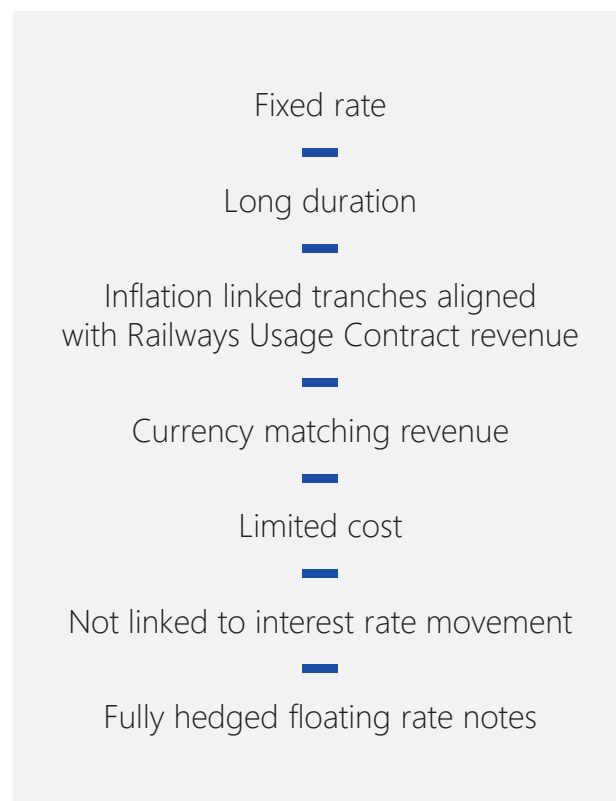 Fixed rate
Long duration
Inflation linked tranches aligned
with Railways Usage Contract revenue
Currency matching revenue
Limited cost
Not linked to interest rate movement
Fully hedged floating rate notes